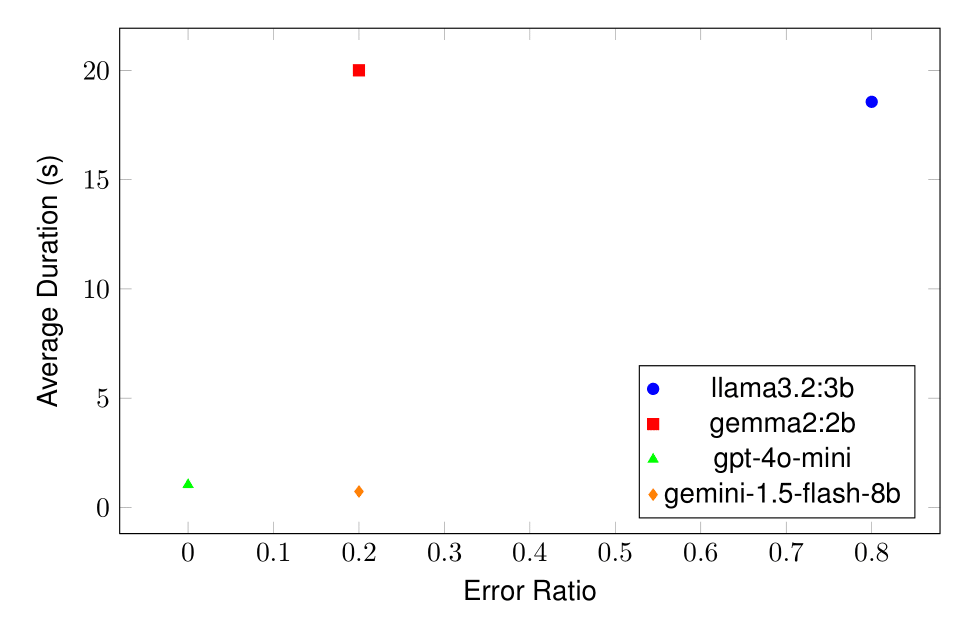 20
15
10
5
0
Average Duration (s)
llama3.2:3b
gemma2:2b
gpt-4o-mini
gemini-1.5-flash-8b
0 0.1 0.2 0.3 0.4 0.5 0.6 0.7 0.8
Error Ratio